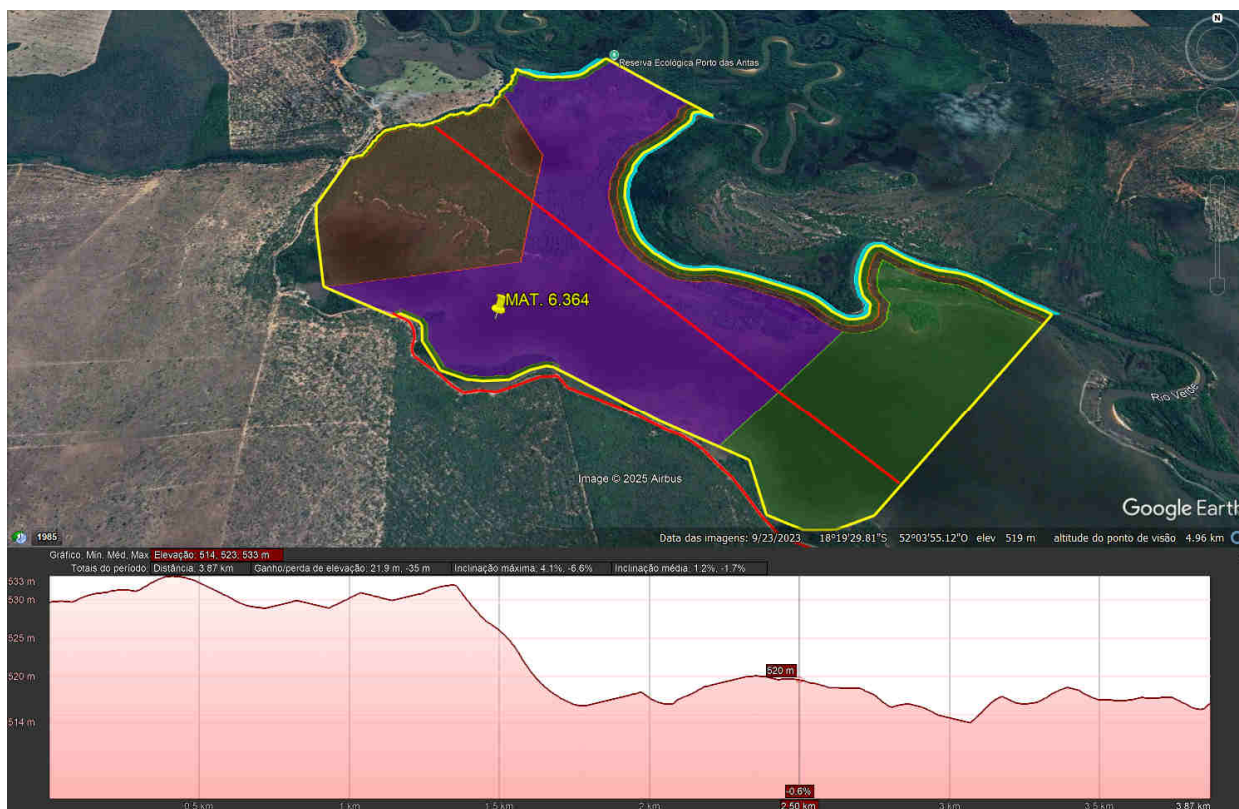 N
Reserva Ecológica Porto das Antas
MAT. 6.364
Rio Verde
Image © 2025 Airbus
Google Earth
1985
Data das imagens: 9/23/2023 18°19'29.81"S 52°03'55.12"O elev 519 m altitude do ponto de visão 4.96 km
Gráfico. Mín. Méd, Max Elevação: 514, 523, 533 m
Totais do período: Distância: 3.87 km Ganho/perda de elevação: 21.9 m, -35 m Inclinação máxima: 4.1%, -6.6% Inclinação média: 1.2%, -1.7%
533 m
530 m
525 m
520 m
520 m
514 m
-0.6%
0.5 km 1 km 1.5 km 2 km 2.50 km 3 km 3.5 km 3.87 km